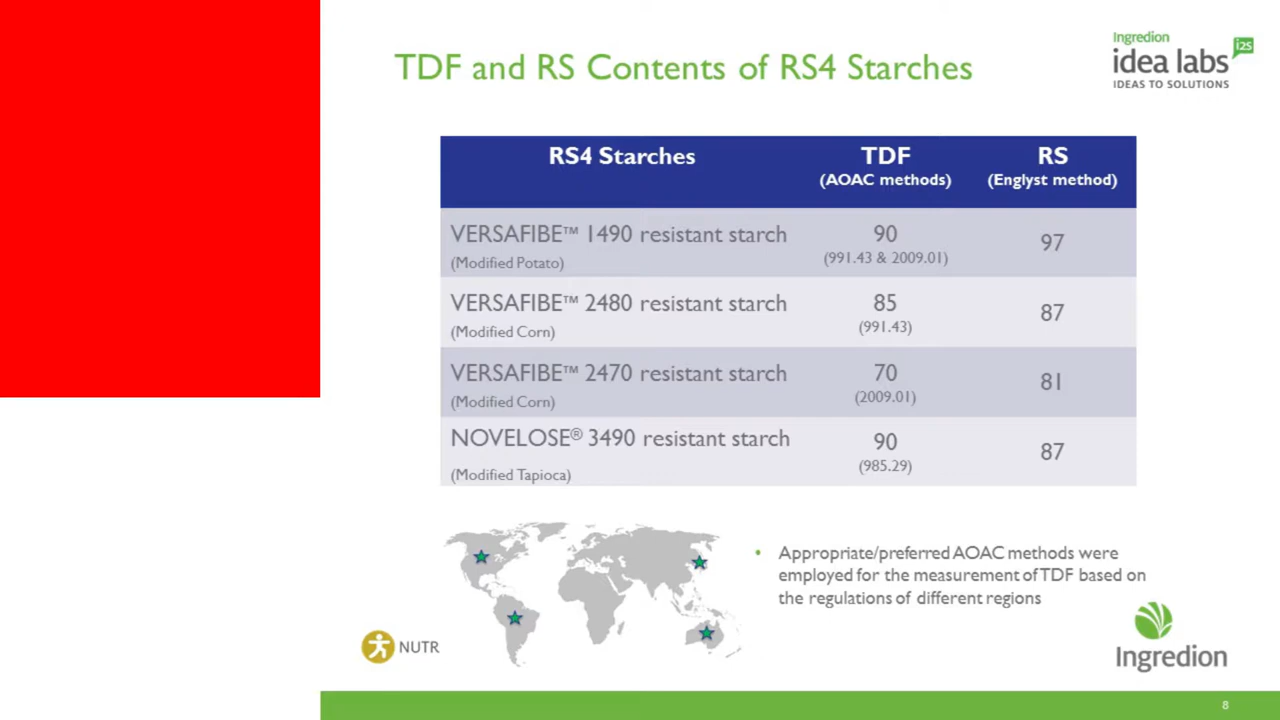 TDF and RS Contents of RS4 Starches
Ingredion
i2s
idea labs
IDEAS TO SOLUTIONS
RS4 Starches TDF RS
(AOAC methods) (Englyst method)
VERSAFIBE™ 1490 resistant starch 90 97
(Modified Potato) (991.43 & 2009.01)
VERSAFIBE™ 2480 resistant starch 85 87
(Modified Corn) (991.43)
VERSAFIBE™ 2470 resistant starch 70 81
(Modified Corn) (2009.01)
NOVELOSE® 3490 resistant starch 90 87
(Modified Tapioca) (985.29)
• Appropriate/preferred AOAC methods were
employed for the measurement of TDF based on
the regulations of different regions
NUTR
Ingredion
8